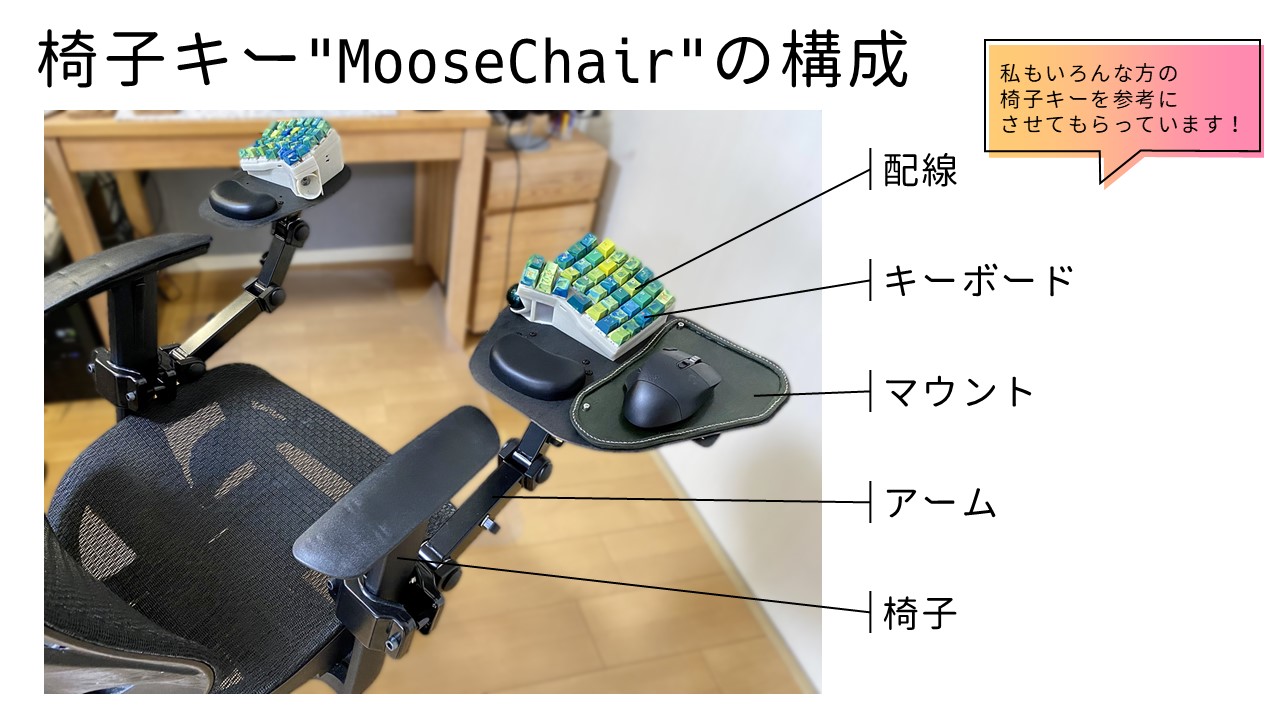 椅子キー"MooseChair"の構成
私もいろんな方の
椅子キーを参考に
させてもらっています！
配線
キーボード
マウント
アーム
椅子